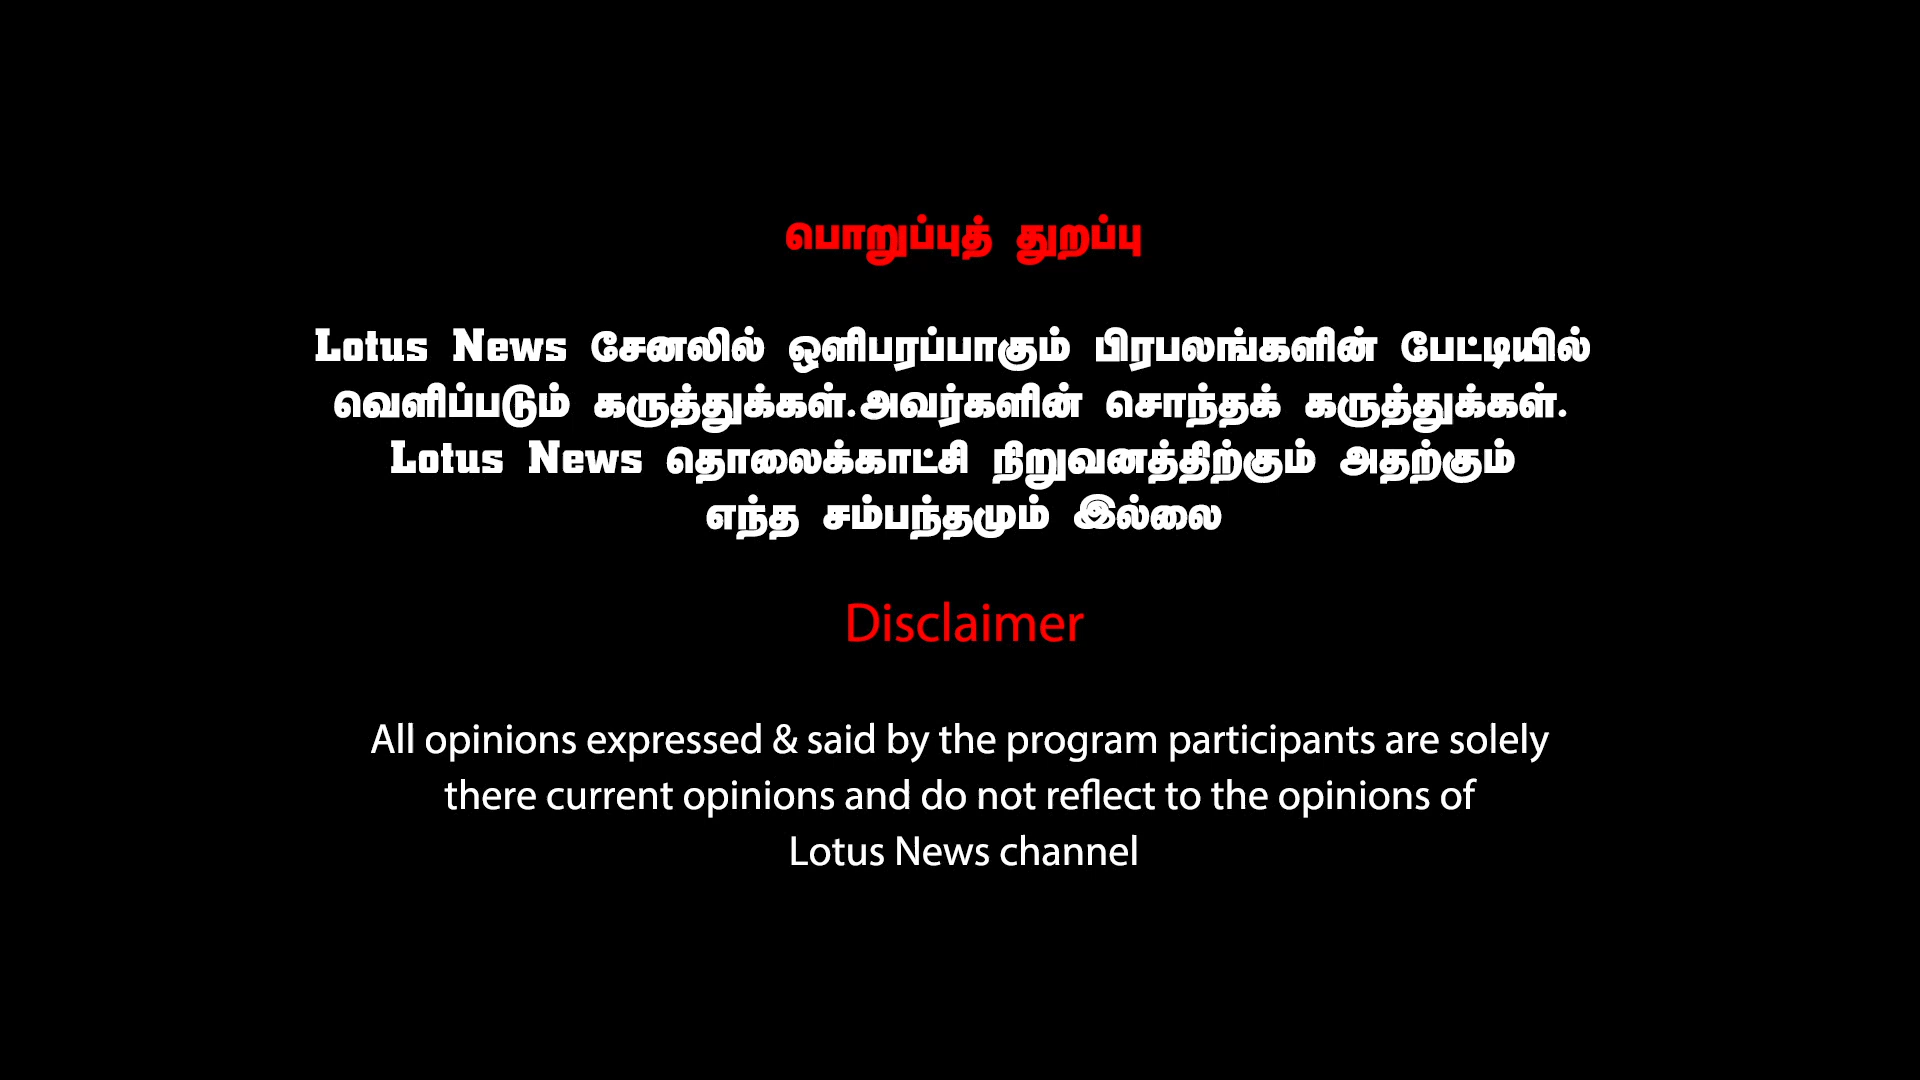 பொறுப்புத் துறப்பு
Lotus News சேனலில் ஒளிபரப்பாகும் பிரபலங்களின் பேட்டியில்
வெளிப்படும் கருத்துக்கள்.அவர்களின் சொந்தக் கருத்துக்கள்.
Lotus News தொலைக்காட்சி நிறுவனத்திற்கும் அதற்கும்
எந்த சம்பந்தமும் இல்லை
Disclaimer
All opinions expressed & said by the program participants are solely
there current opinions and do not reflect to the opinions of
Lotus News channel